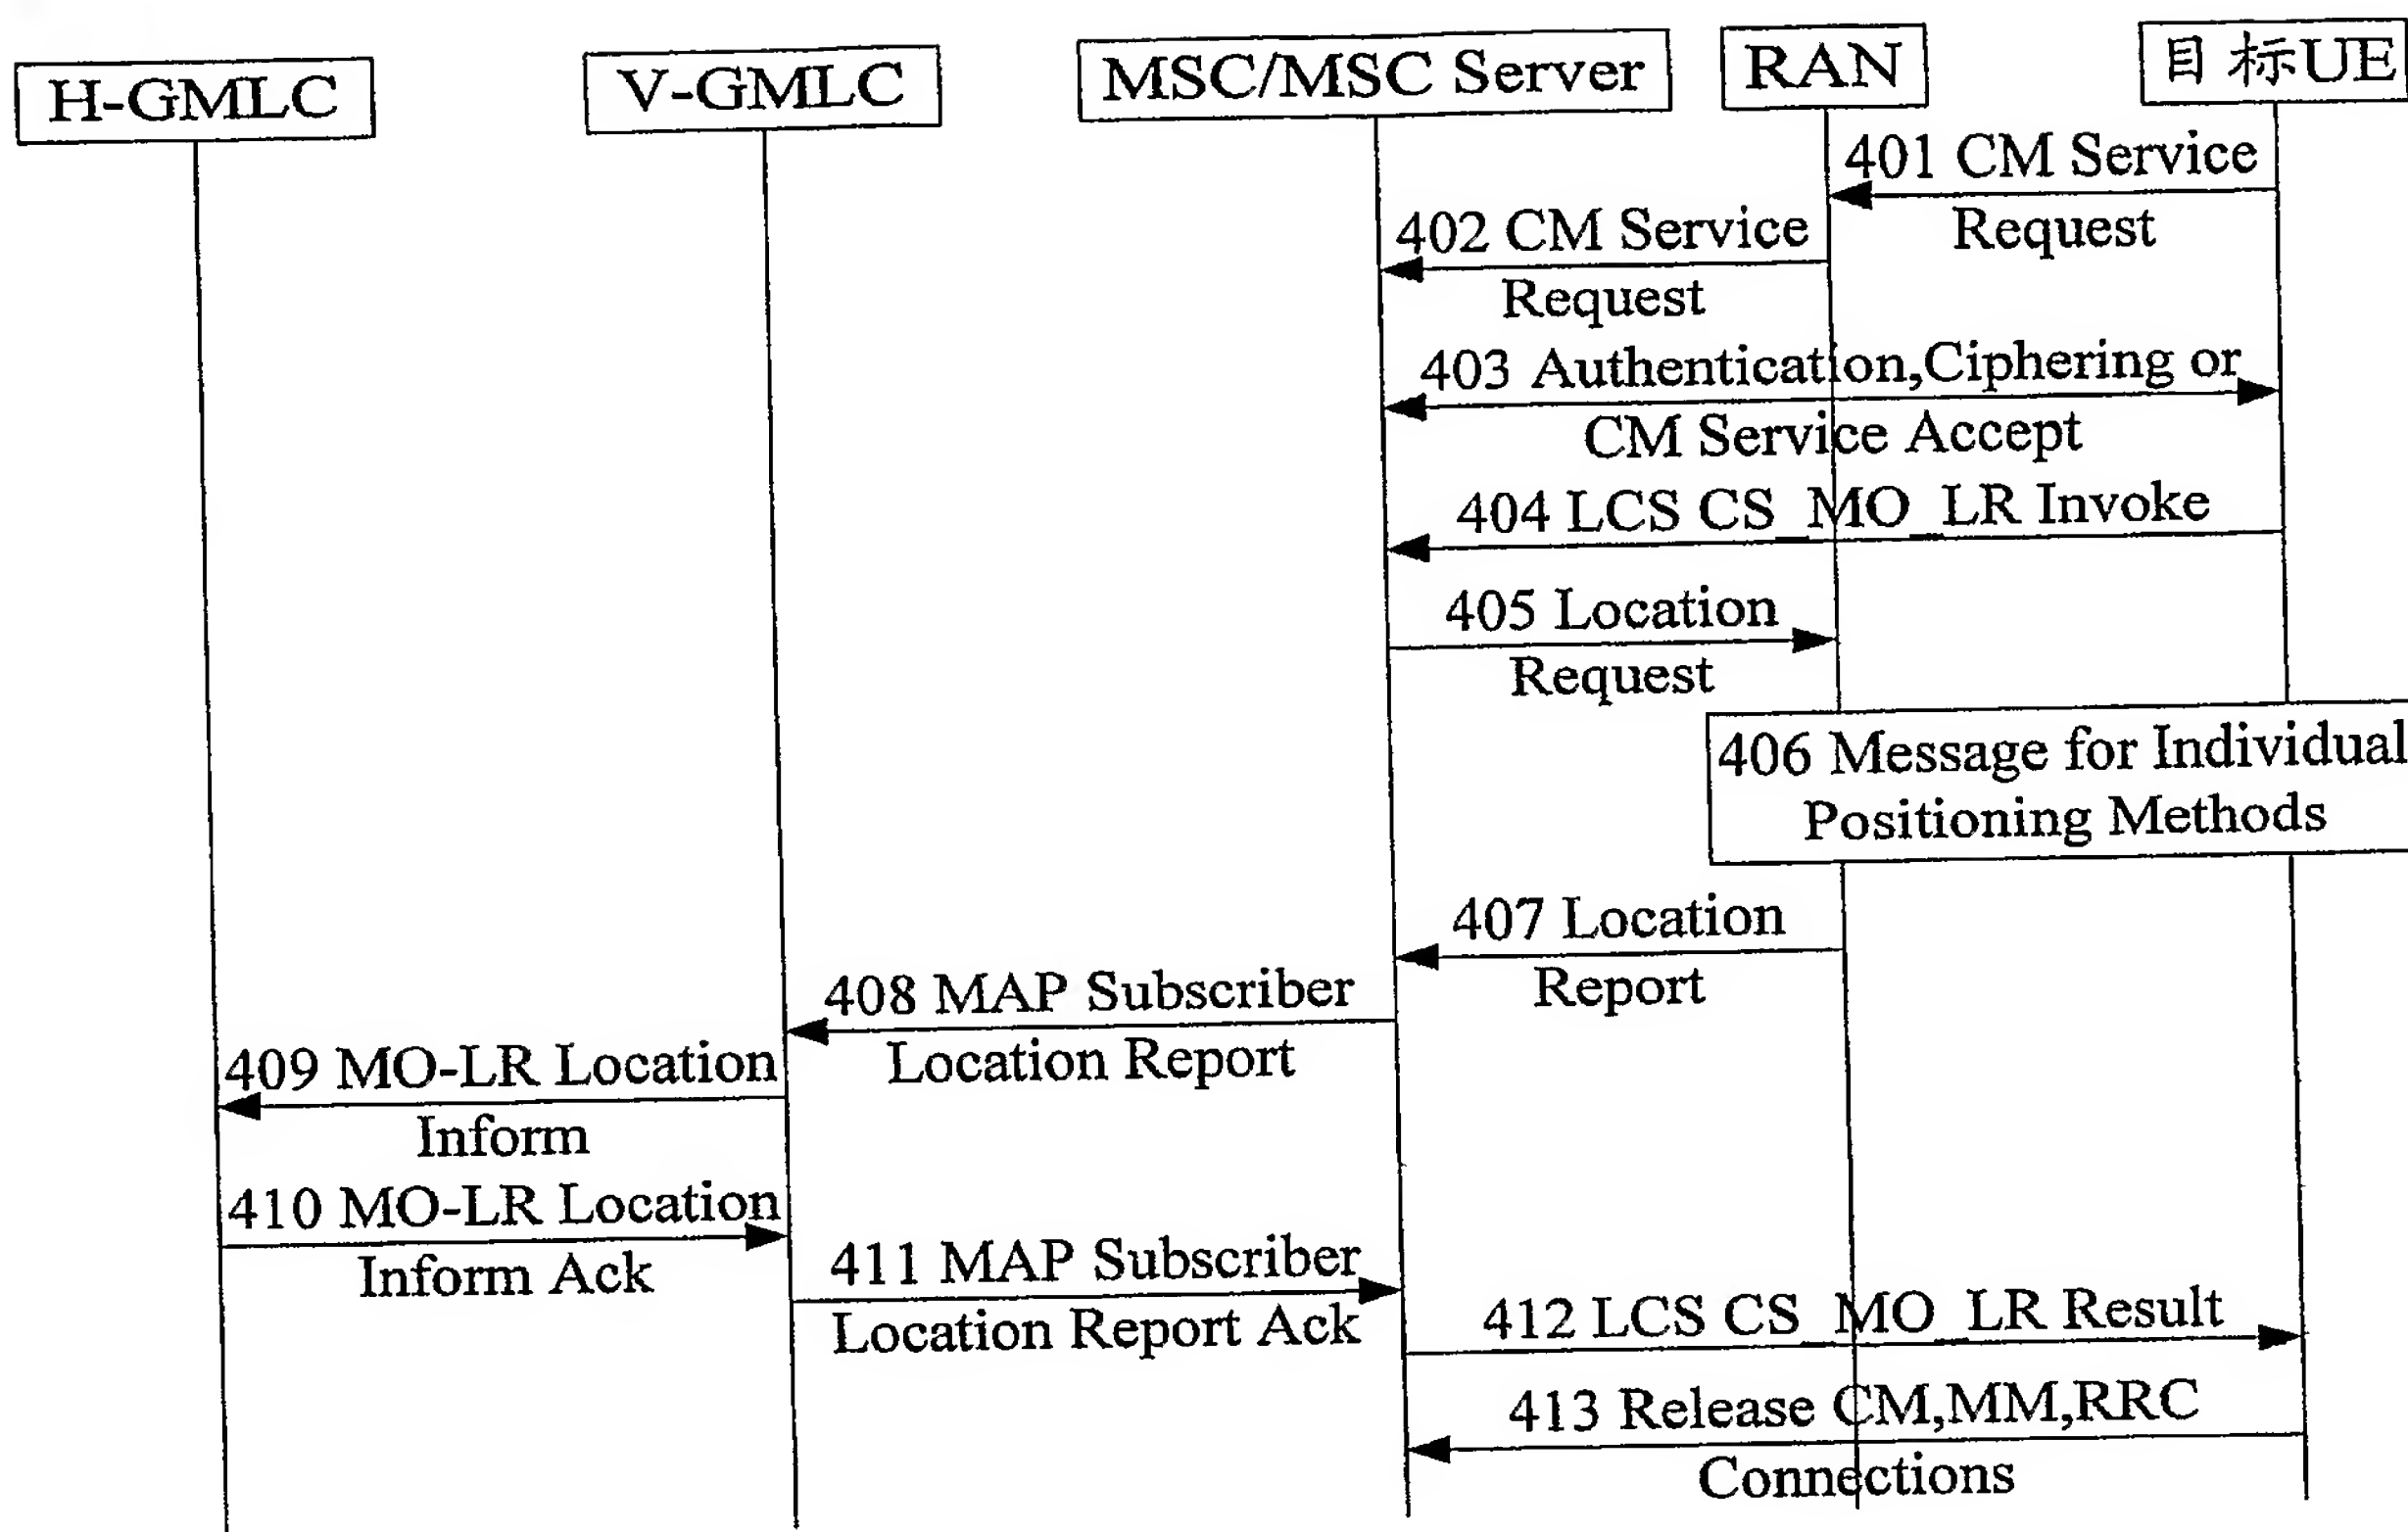 H-GMLC
V-GMLC
MSC/MSC Server
RAN
目标UE
401 CM Service
Request
402 CM Service
Request
403 Authentication,Ciphering or
CM Service Accept
404 LCS CS_MO_LR Invoke
405 Location
Request
406 Message for Individual
Positioning Methods
407 Location
Report
408 MAP Subscriber
Location Report
409 MO-LR Location
Inform
410 MO-LR Location
Inform Ack
411 MAP Subscriber
Location Report Ack
412 LCS CS_MO_LR Result
413 Release CM,MM,RRC
Connections